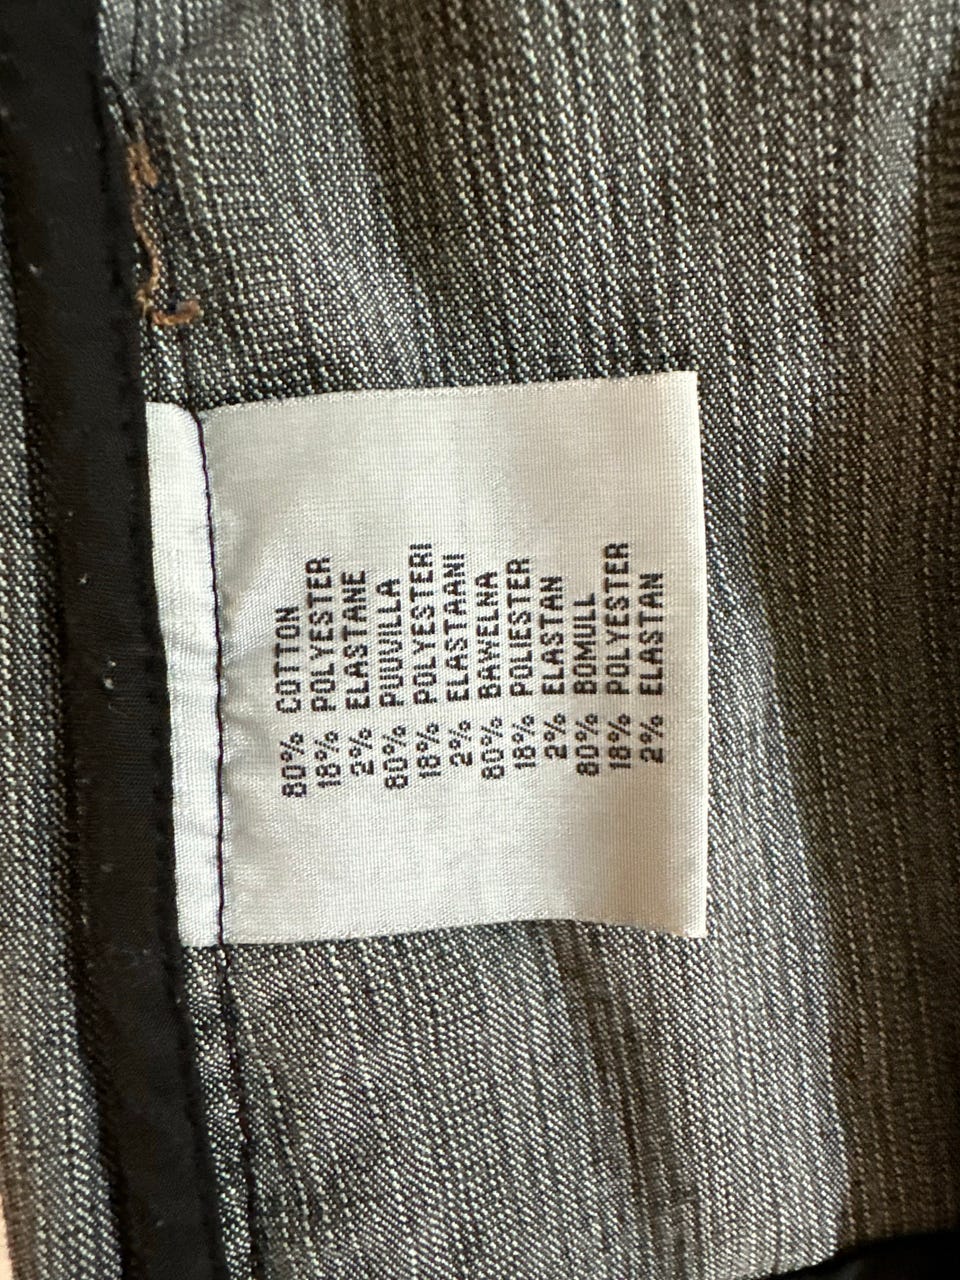 80% COTTON
18% POLYESTER
2% ELASTANE
80% PUUVILLA
18% POLYESTERI
2% ELASTAANI
80% BAWELNA
18% POLIESTER
2% ELASTAN
80% BOMULL
18% POLYESTER
2% ELASTAN